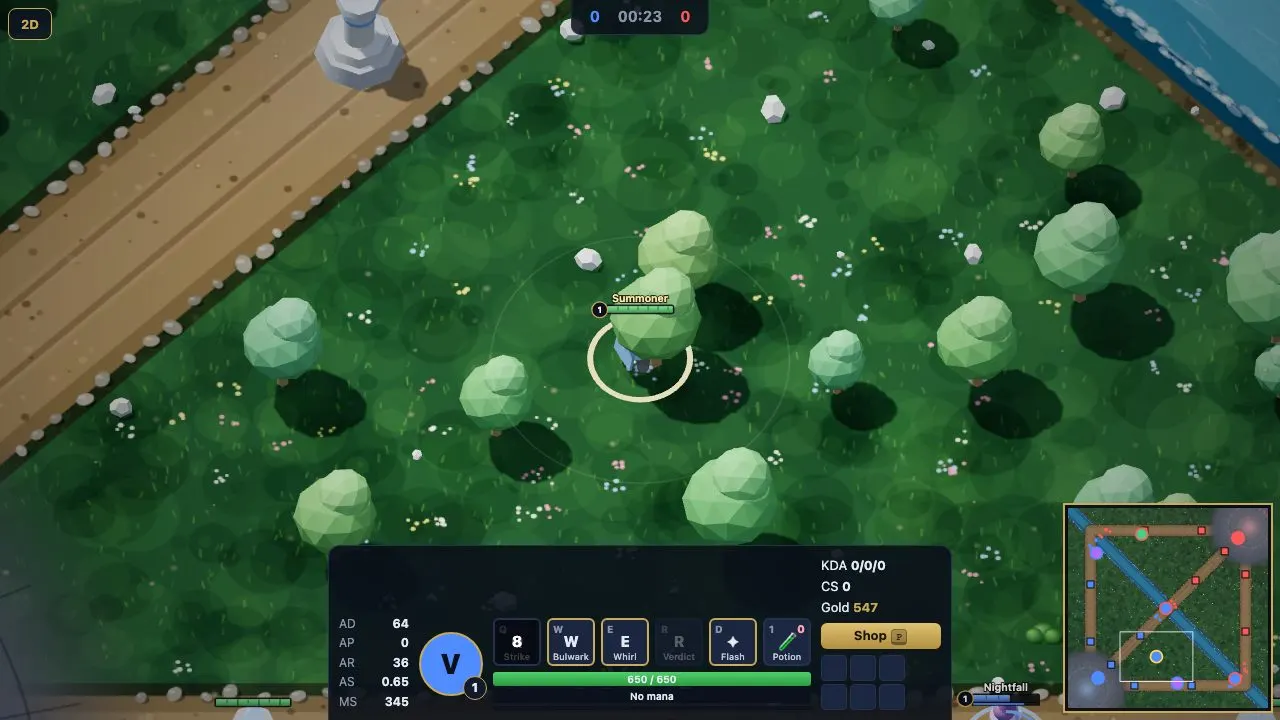 2D
0 00:23 0
Summoner
1
Nightfall
1
AD 64
AP 0
AR 36
AS 0.65
MS 345
V
1
Q 8 Strike
W W Bulwark
E E Whirl
R R Verdict
D ✦ Flash
1 0 Potion
650 / 650
No mana
KDA 0/0/0
CS 0
Gold 547
Shop P